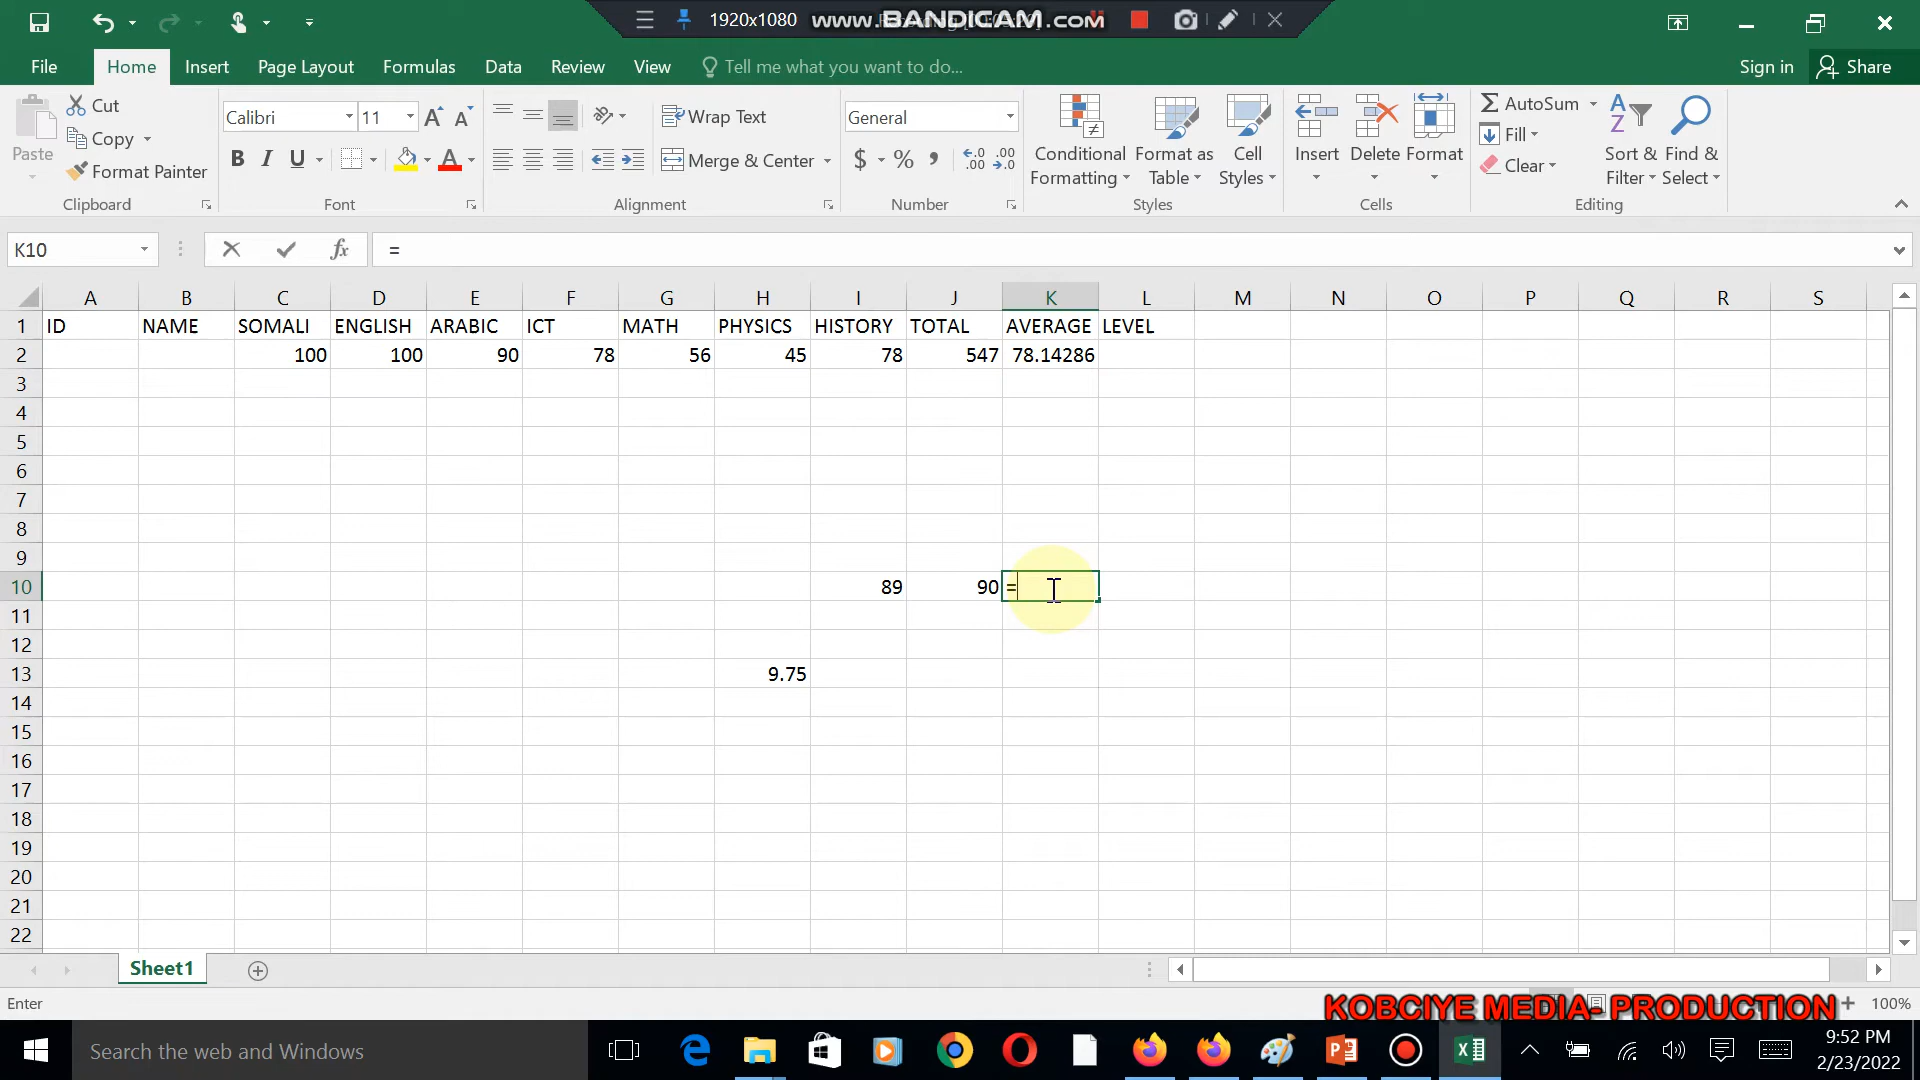 1920x1080 www.BANDICAM.com
File Home Insert Page Layout Formulas Data Review View Tell me what you want to do... Sign in Share
Paste
Cut
Copy
Format Painter
Clipboard
Calibri 11
B I U
Font
Wrap Text
Merge & Center
Alignment
General
$ % ,
Number
Conditional Formatting
Format as Table
Cell Styles
Styles
Insert Delete Format
Cells
AutoSum
Fill
Clear
Sort & Filter
Find & Select
Editing
K10 fx =
A B C D E F G H I J K L M N O P Q R S
1 ID NAME SOMALI ENGLISH ARABIC ICT MATH PHYSICS HISTORY TOTAL AVERAGE LEVEL
2 100 100 90 78 56 45 78 547 78.14286
3
4
5
6
7
8
9
10 89 90 =
11
12
13 9.75
14
15
16
17
18
19
20
21
22
Sheet1
Enter 100%
KOBCIYE MEDIA- PRODUCTION
Search the web and Windows
9:52 PM
2/23/2022